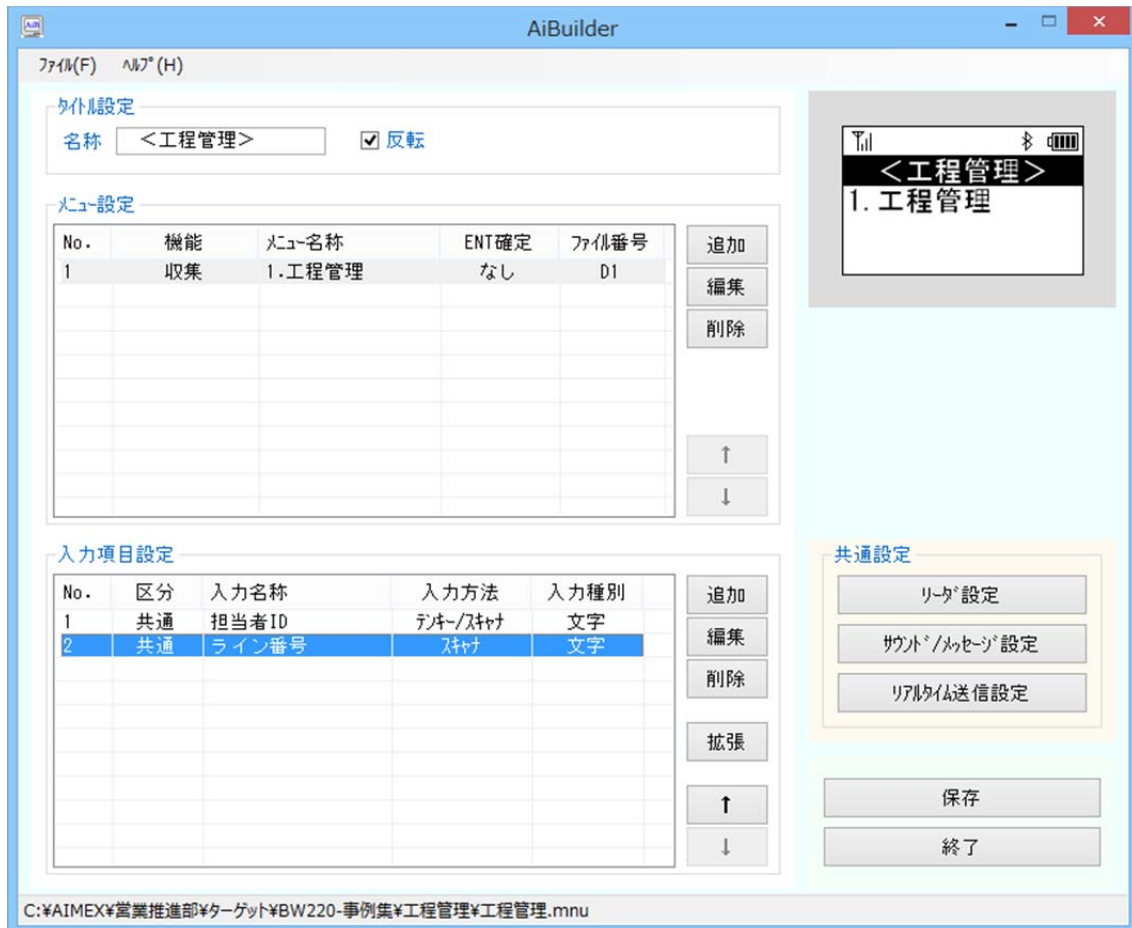 AiBuilder
ﾌｧｲﾙ(F) ﾍﾙﾌﾟ(H)
ﾀｲﾄﾙ設定
名称 <工程管理> 反転
ﾒﾆｭｰ設定
No. 機能 ﾒﾆｭｰ名称 ENT確定 ﾌｧｲﾙ番号
1 収集 1.工程管理 なし D1
追加
編集
削除
↑
↓
<工程管理>
1.工程管理
入力項目設定
No. 区分 入力名称 入力方法 入力種別
1 共通 担当者ID ﾃﾝｷｰ/ｽｷｬﾅ 文字
2 共通 ライン番号 ｽｷｬﾅ 文字
追加
編集
削除
拡張
↑
↓
共通設定
ﾘｰﾀﾞ設定
ｻｳﾝﾄﾞ/ﾒｯｾｰｼﾞ設定
ﾘｱﾙﾀｲﾑ送信設定
保存
終了
C:¥AIMEX¥営業推進部¥ターゲット¥BW220-事例集¥工程管理¥工程管理.mnu